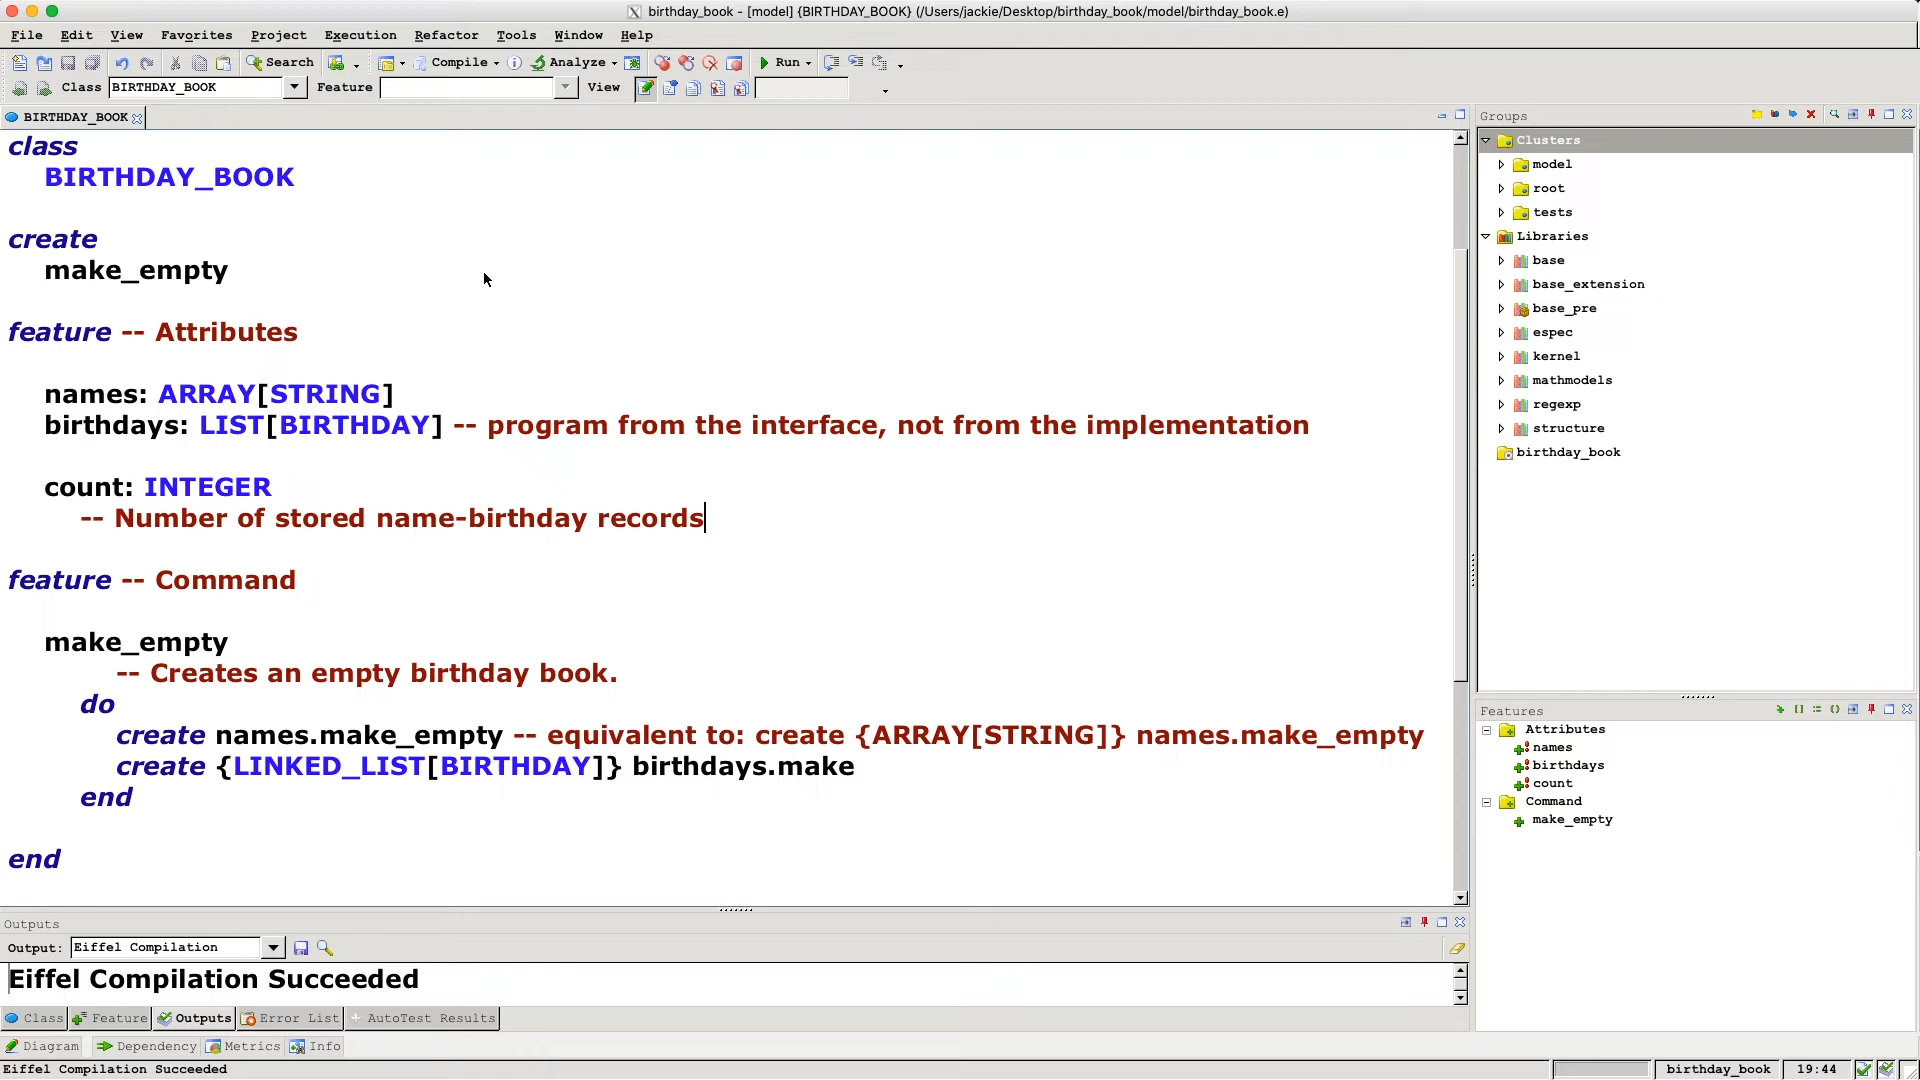 birthday_book - [model] {BIRTHDAY_BOOK} (/Users/jackie/Desktop/birthday_book/model/birthday_book.e)
File Edit View Favorites Project Execution Refactor Tools Window Help
Search Compile Analyze Run
Class BIRTHDAY_BOOK Feature View
BIRTHDAY_BOOK
class
BIRTHDAY_BOOK
create
make_empty
feature -- Attributes
names: ARRAY[STRING]
birthdays: LIST[BIRTHDAY] -- program from the interface, not from the implementation
count: INTEGER
-- Number of stored name-birthday records
feature -- Command
make_empty
-- Creates an empty birthday book.
do
create names.make_empty -- equivalent to: create {ARRAY[STRING]} names.make_empty
create {LINKED_LIST[BIRTHDAY]} birthdays.make
end
end
Groups
Clusters
model
root
tests
Libraries
base
base_extension
base_pre
espec
kernel
mathmodels
regexp
structure
birthday_book
Features
Attributes
names
birthdays
count
Command
make_empty
Outputs
Output: Eiffel Compilation
Eiffel Compilation Succeeded
Class Feature Outputs Error List AutoTest Results
Diagram Dependency Metrics Info
Eiffel Compilation Succeeded birthday_book 19:44